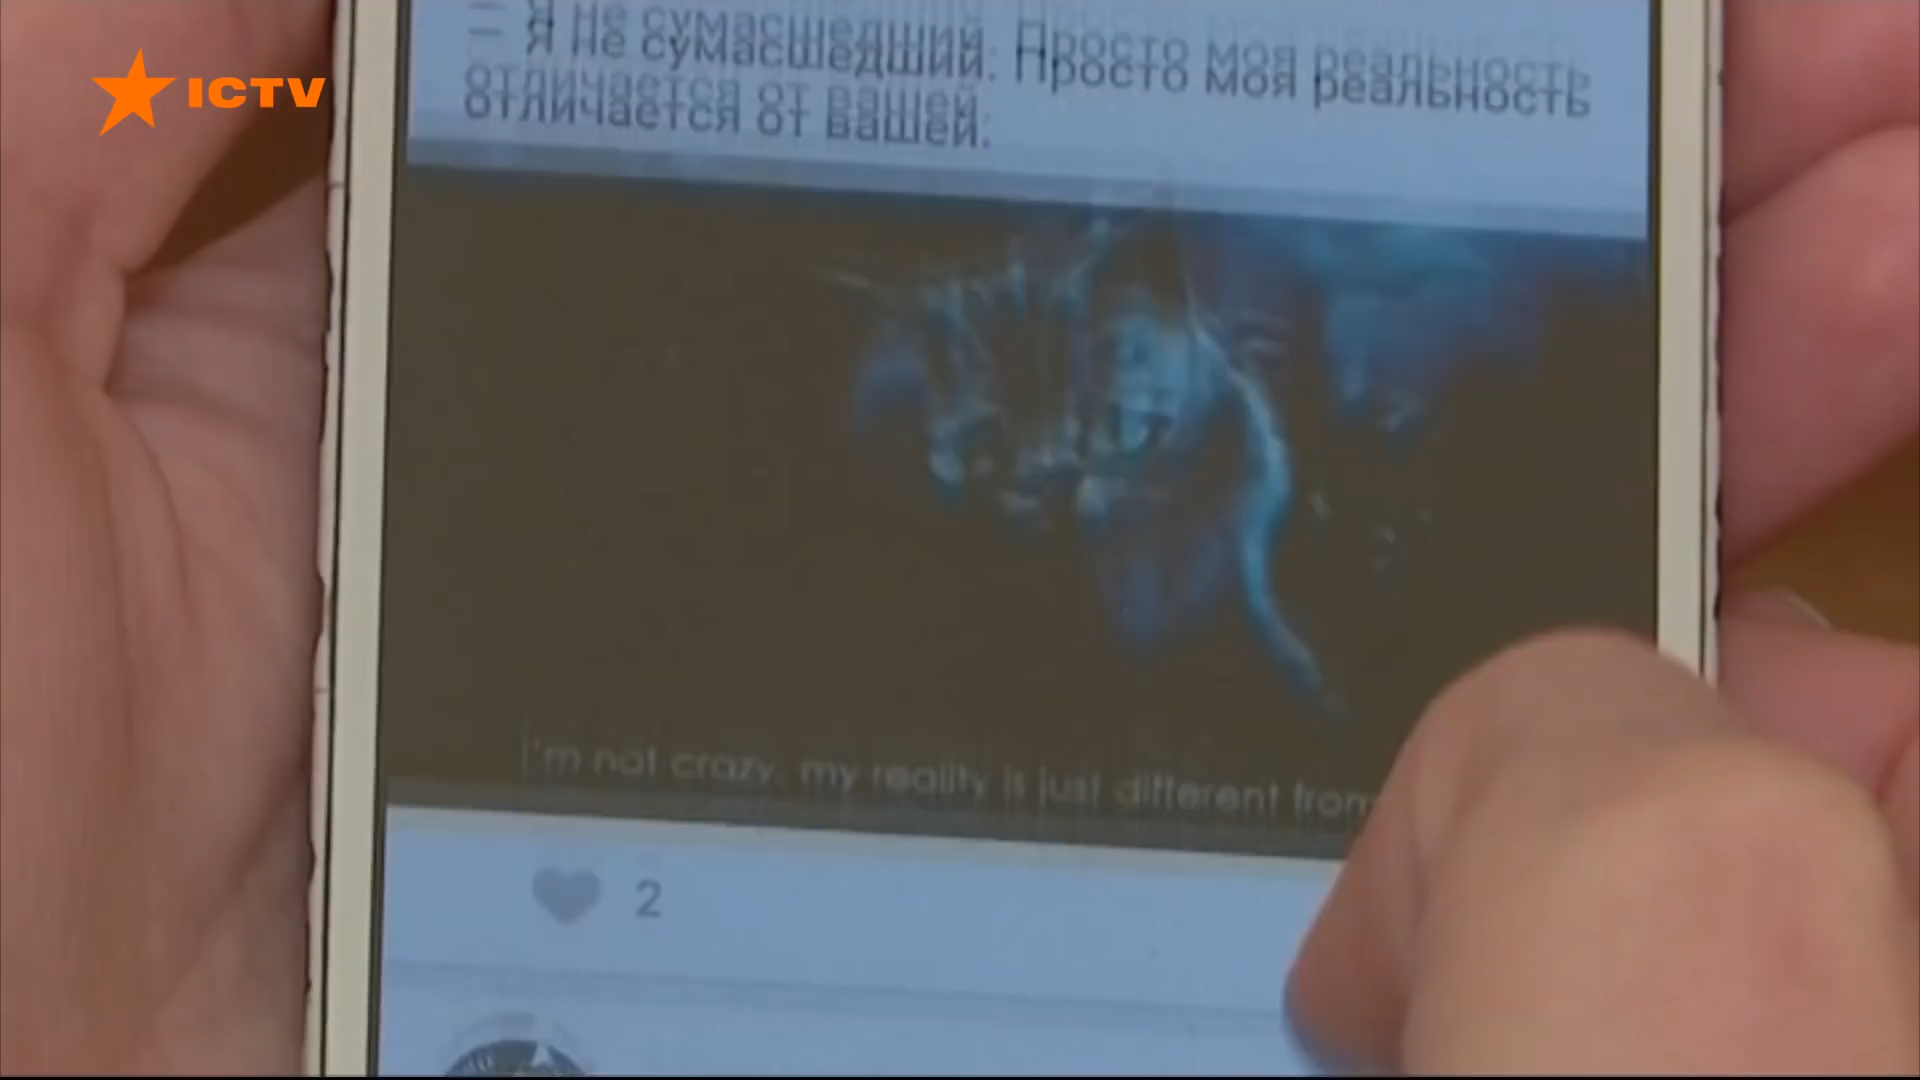 ICTV
– Я не сумасшедший. Просто моя реальность
отличается от вашей.
I'm not crazy, my reality is just different from
2